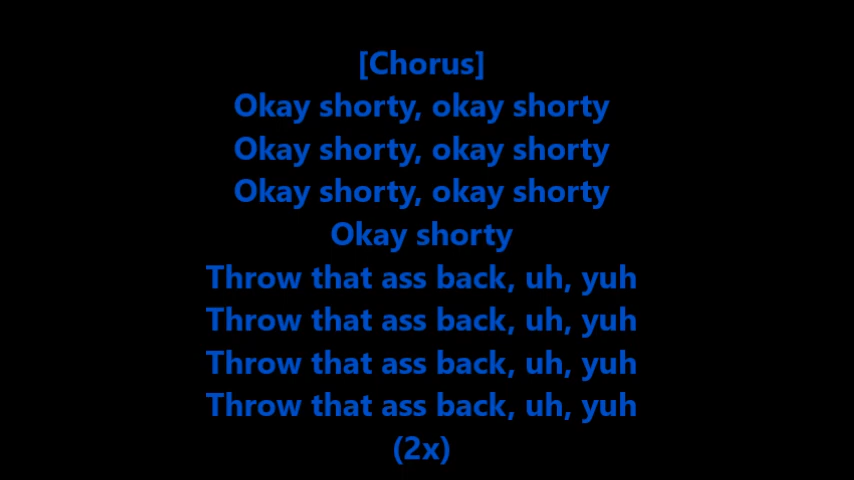 [Chorus]
Okay shorty, okay shorty
Okay shorty, okay shorty
Okay shorty, okay shorty
Okay shorty
Throw that ass back, uh, yuh
Throw that ass back, uh, yuh
Throw that ass back, uh, yuh
Throw that ass back, uh, yuh
(2x)